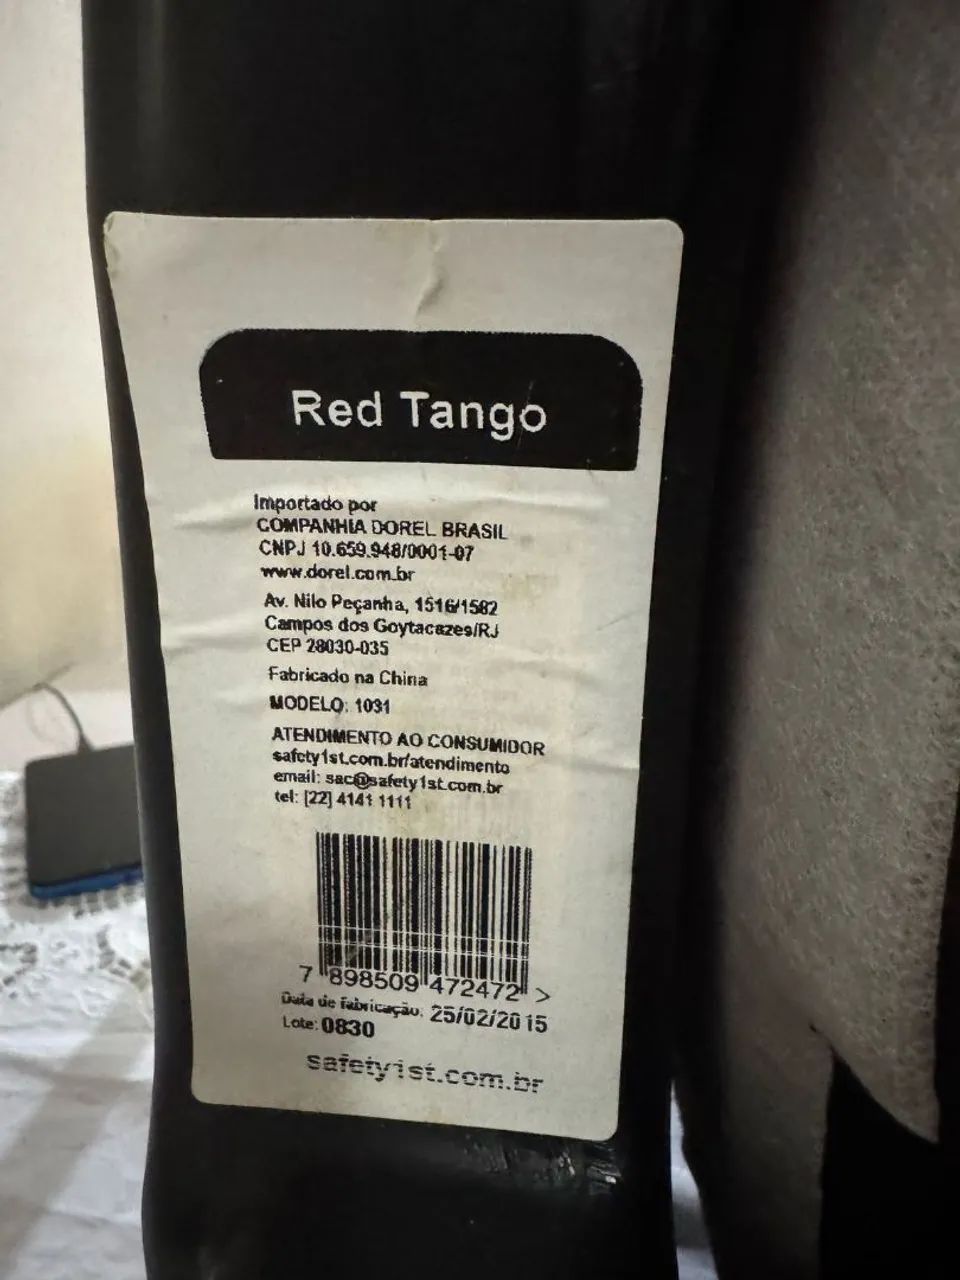 Red Tango
Importado por
COMPANHIA DOREL BRASIL
CNPJ 10.659.948/0001-07
www.dorel.com.br
Av. Nilo Peçanha, 1516/1582
Campos dos Goytacazes/RJ
CEP 28030-035
Fabricado na China
MODELO: 1031
ATENDIMENTO AO CONSUMIDOR
safety1st.com.br/atendimento
email: sac@safety1st.com.br
tel: [22] 4141 1111
7 898509 472472 >
Data de fabricação: 25/02/2015
Lote: 0830
safety1st.com.br